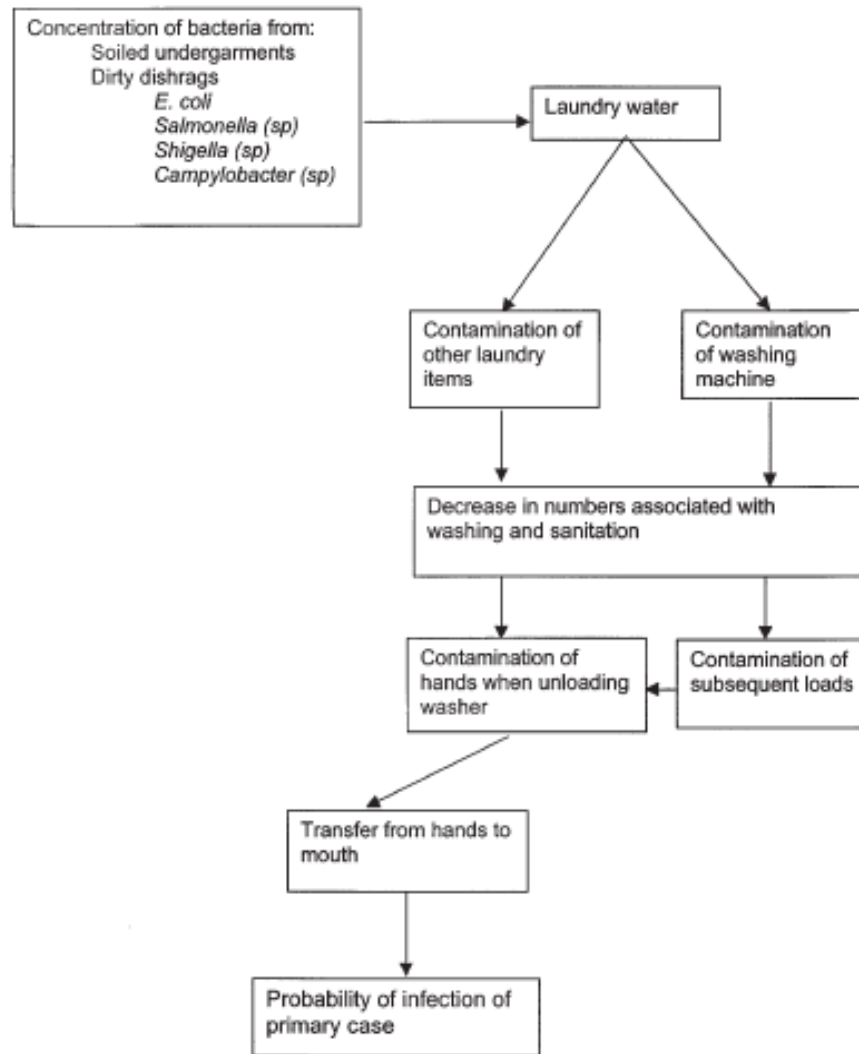 Concentration of bacteria from:
Soiled undergarments
Dirty dishrags
E. coli
Salmonella (sp)
Shigella (sp)
Campylobacter (sp)
Laundry water
Contamination of
other laundry
items
Contamination
of washing
machine
Decrease in numbers associated with
washing and sanitation
Contamination of
hands when unloading
washer
Contamination of
subsequent loads
Transfer from hands to
mouth
Probability of infection of
primary case